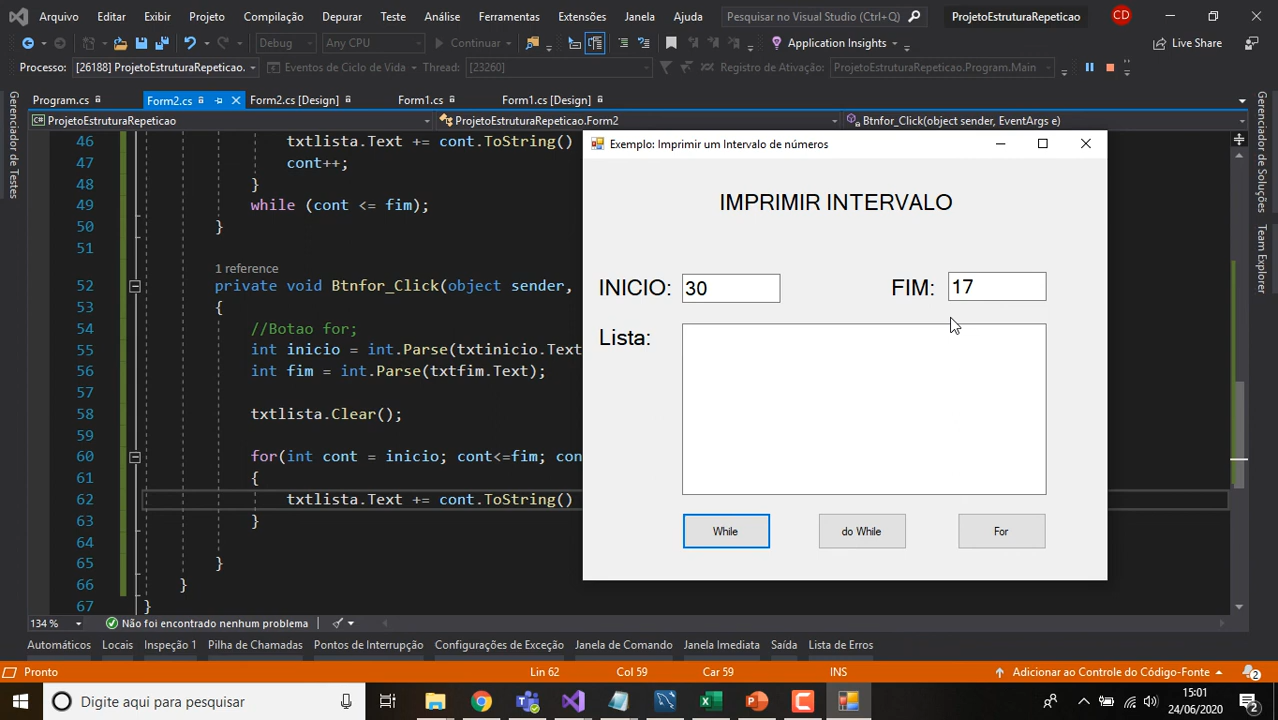 Arquivo Editar Exibir Projeto Compilação Depurar Teste Análise Ferramentas Extensões Janela Ajuda Pesquisar no Visual Studio (Ctrl+Q) ProjetoEstruturaRepeticao CD
Debug Any CPU Continuar Application Insights Live Share
Processo: [26188] ProjetoEstruturaRepeticao. Eventos de Ciclo de Vida Thread: [23260] Registro de Ativação: ProjetoEstruturaRepeticao.Program.Main
Program.cs Form2.cs Form2.cs [Design] Form1.cs Form1.cs [Design]
ProjetoEstruturaRepeticao ProjetoEstruturaRepeticao.Form2 Btnfor_Click(object sender, EventArgs e)
Gerenciador de Testes
46 txtlista.Text += cont.ToString()
47 cont++;
48 }
49 while (cont <= fim);
50 }
51
1 reference
52 private void Btnfor_Click(object sender,
53 {
54 //Botao for;
55 int inicio = int.Parse(txtinicio.Text
56 int fim = int.Parse(txtfim.Text);
57
58 txtlista.Clear();
59
60 for(int cont = inicio; cont<=fim; con
61 {
62 txtlista.Text += cont.ToString()
63 }
64
65 }
66 }
67 }
Exemplo: Imprimir um Intervalo de números
IMPRIMIR INTERVALO
INICIO: 30 FIM: 17
Lista:
While do While For
Gerenciador de Soluções
Team Explorer
134 % Não foi encontrado nenhum problema
Automáticos Locais Inspeção 1 Pilha de Chamadas Pontos de Interrupção Configurações de Exceção Janela de Comando Janela Imediata Saída Lista de Erros
Pronto Lin 62 Col 59 Car 59 INS Adicionar ao Controle do Código-Fonte 2
Digite aqui para pesquisar 15:01
24/06/2020 2